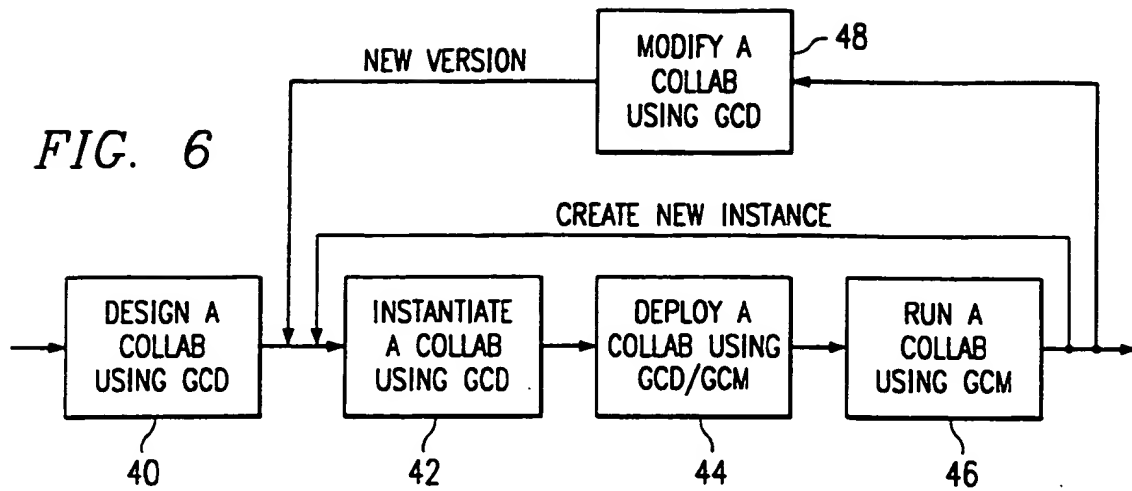 MODIFY A
COLLAB
USING GCD
48
NEW VERSION
FIG. 6
CREATE NEW INSTANCE
DESIGN A
COLLAB
USING GCD
INSTANTIATE
A COLLAB
USING GCD
DEPLOY A
COLLAB USING
GCD/GCM
RUN A
COLLAB
USING GCM
40
42
44
46